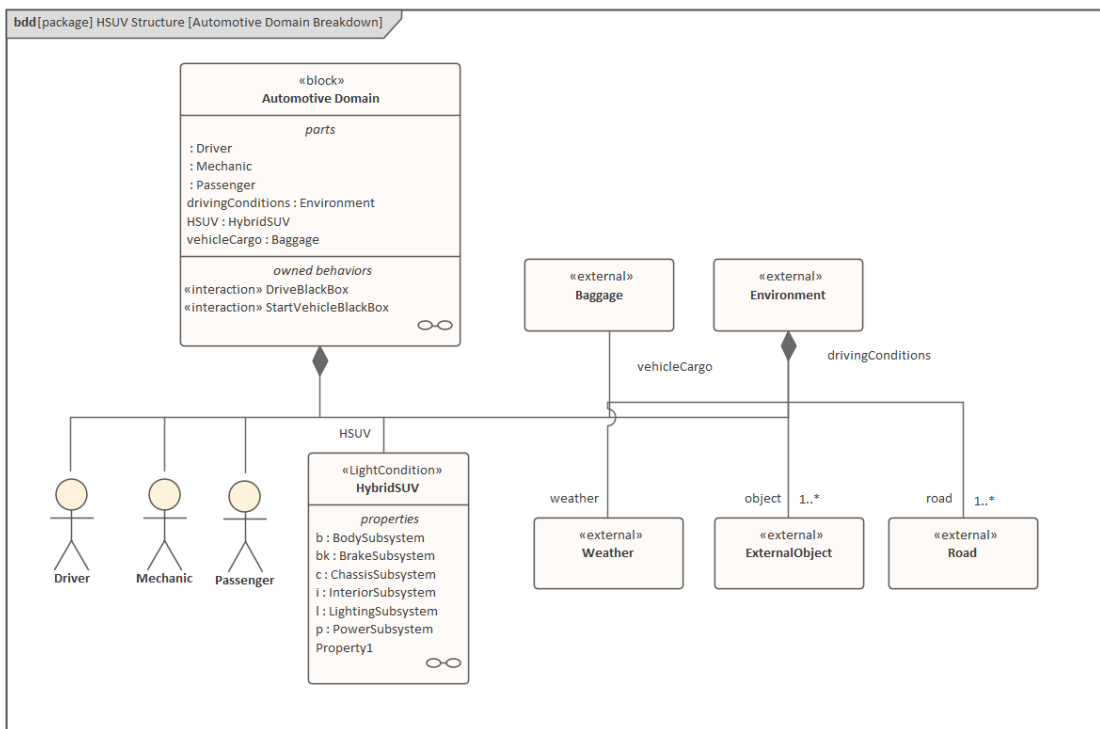 bdd[package] HSUV Structure [Automotive Domain Breakdown]
«block»
Automotive Domain
parts
: Driver
: Mechanic
: Passenger
drivingConditions : Environment
HSUV : HybridSUV
vehicleCargo : Baggage
owned behaviors
«interaction» DriveBlackBox
«interaction» StartVehicleBlackBox
«external»
Baggage
«external»
Environment
vehicleCargo
drivingConditions
HSUV
«LightCondition»
HybridSUV
properties
b : BodySubsystem
bk : BrakeSubsystem
c : ChassisSubsystem
i : InteriorSubsystem
l : LightingSubsystem
p : PowerSubsystem
Property1
Driver
Mechanic
Passenger
weather
object
1..*
road
1..*
«external»
Weather
«external»
ExternalObject
«external»
Road